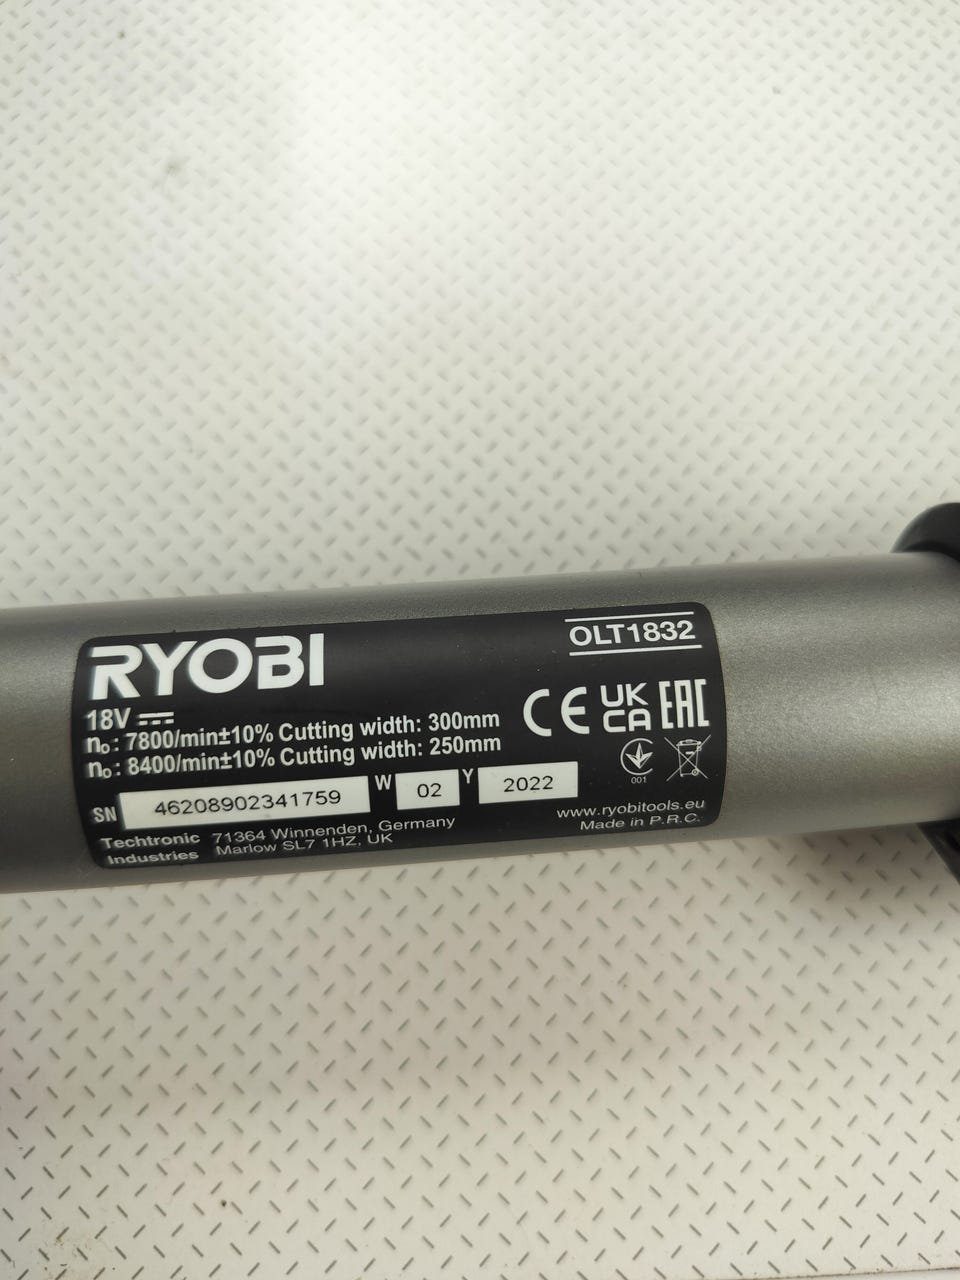 RYOBI
OLT1832
18V
n₀: 7800/min±10% Cutting width: 300mm
n₀: 8400/min±10% Cutting width: 250mm
CE UK CA EAC
001
SN 46208902341759 W 02 Y 2022
Techtronic Industries
71364 Winnenden, Germany
Marlow SL7 1HZ, UK
www.ryobitools.eu
Made in P.R.C.